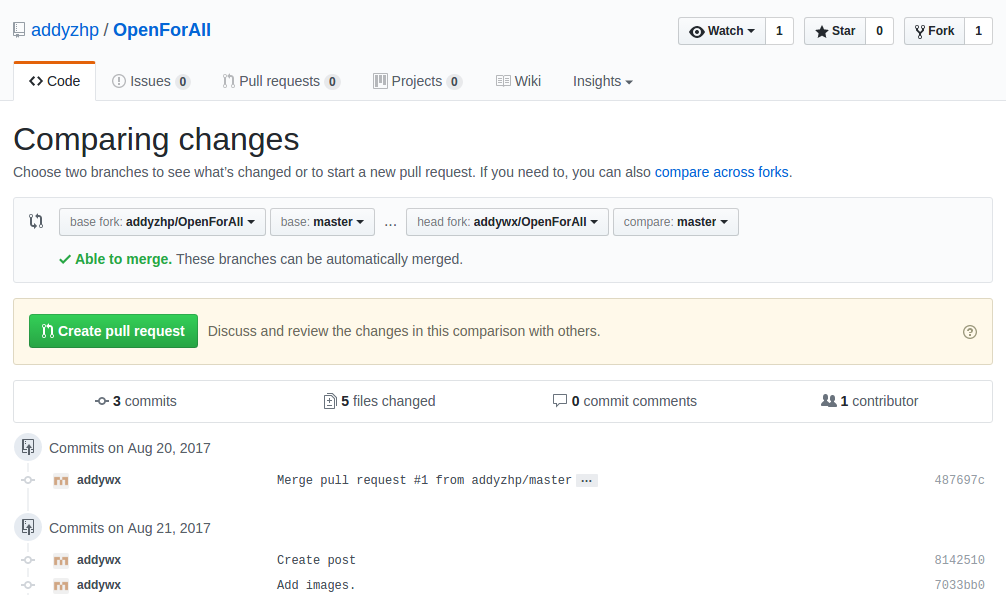 addyzhp / OpenForAll Watch 1 Star 0 Fork 1
Code Issues 0 Pull requests 0 Projects 0 Wiki Insights
Comparing changes
Choose two branches to see what’s changed or to start a new pull request. If you need to, you can also compare across forks.
base fork: addyzhp/OpenForAll base: master ... head fork: addywx/OpenForAll compare: master
Able to merge. These branches can be automatically merged.
Create pull request Discuss and review the changes in this comparison with others.
3 commits 5 files changed 0 commit comments 1 contributor
Commits on Aug 20, 2017
addywx Merge pull request #1 from addyzhp/master ... 487697c
Commits on Aug 21, 2017
addywx Create post 8142510
addywx Add images. 7033bb0